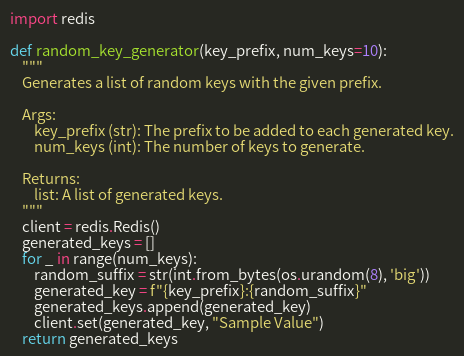 import redis

def random_key_generator(key_prefix, num_keys=10):
    """
    Generates a list of random keys with the given prefix.

    Args:
        key_prefix (str): The prefix to be added to each generated key.
        num_keys (int): The number of keys to generate.

    Returns:
        list: A list of generated keys.
    """
    client = redis.Redis()
    generated_keys = []
    for _ in range(num_keys):
        random_suffix = str(int.from_bytes(os.urandom(8), 'big'))
        generated_key = f"{key_prefix}:{random_suffix}"
        generated_keys.append(generated_key)
        client.set(generated_key, "Sample Value")
    return generated_keys